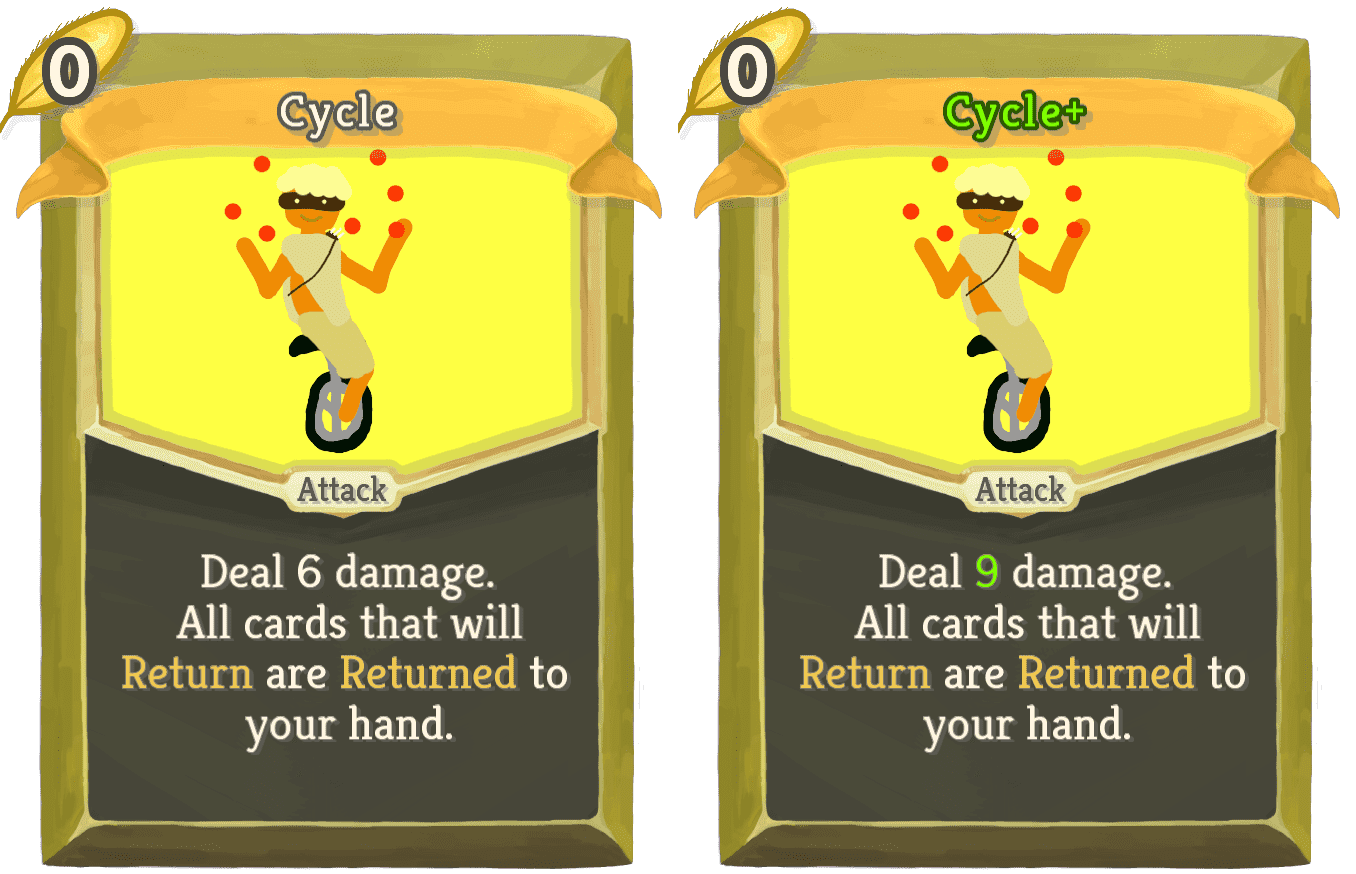 0
Cycle
Attack
Deal 6 damage.
All cards that will
Return are Returned to
your hand.
0
Cycle+
Attack
Deal 9 damage.
All cards that will
Return are Returned to
your hand.